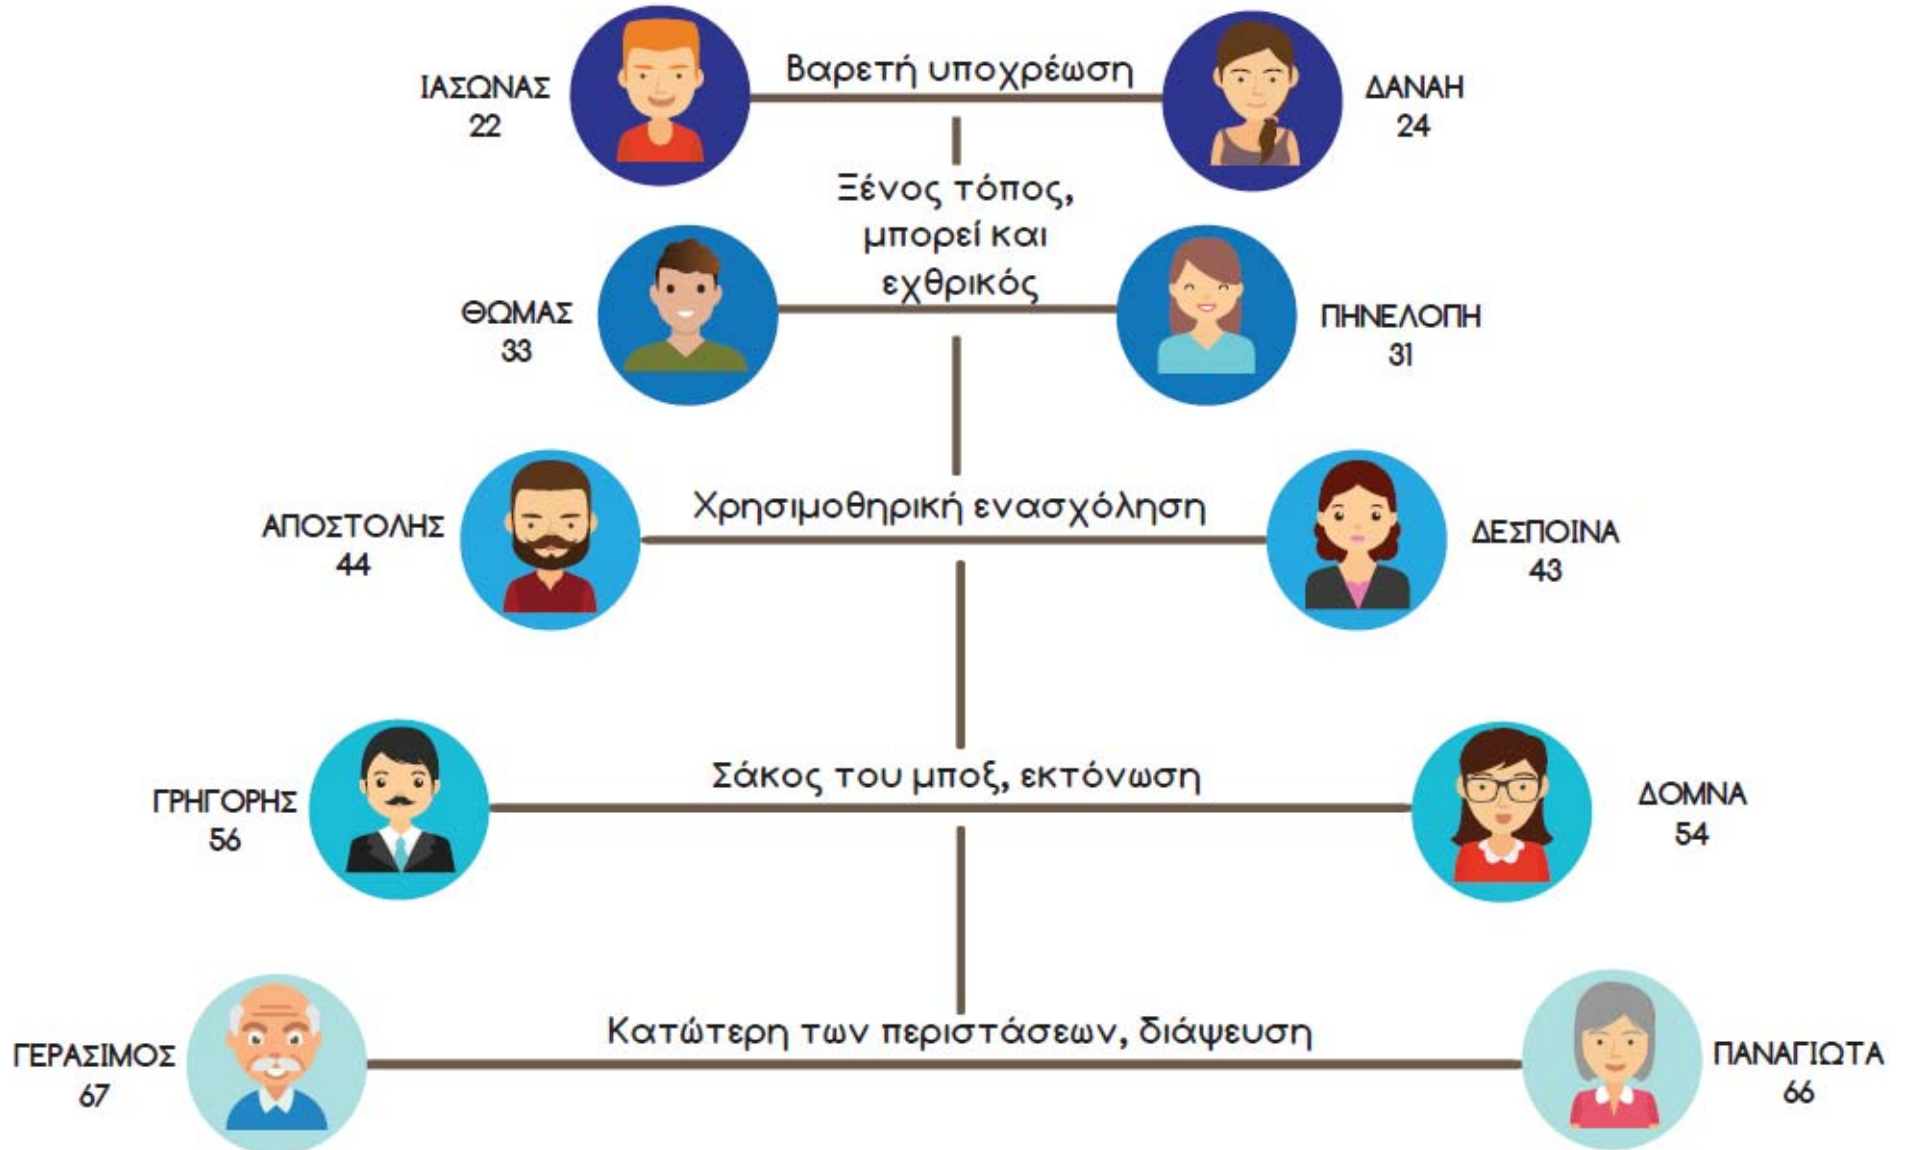 ΙΑΣΩΝΑΣ
22
Βαρετή υποχρέωση
ΔΑΝΑΗ
24
Ξένος τόπος,
μπορεί και
εχθρικός
ΘΩΜΑΣ
33
ΠΗΝΕΛΟΠΗ
31
ΑΠΟΣΤΟΛΗΣ
44
Χρησιμοθηρική ενασχόληση
ΔΕΣΠΟΙΝΑ
43
ΓΡΗΓΟΡΗΣ
56
Σάκος του μποξ, εκτόνωση
ΔΟΜΝΑ
54
ΓΕΡΑΣΙΜΟΣ
67
Κατώτερη των περιστάσεων, διάψευση
ΠΑΝΑΓΙΩΤΑ
66